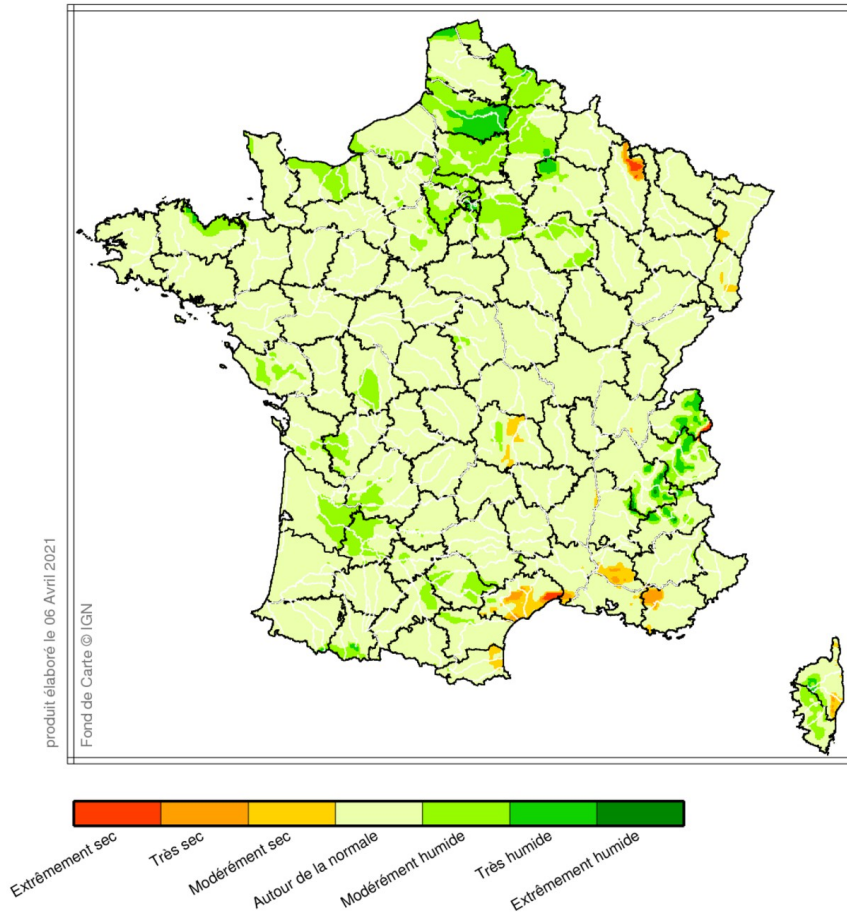 produit élaboré le 06 Avril 2021
Fond de Carte © IGN
Extrêmement sec
Très sec
Modérément sec
Autour de la normale
Modérément humide
Très humide
Extrêmement humide